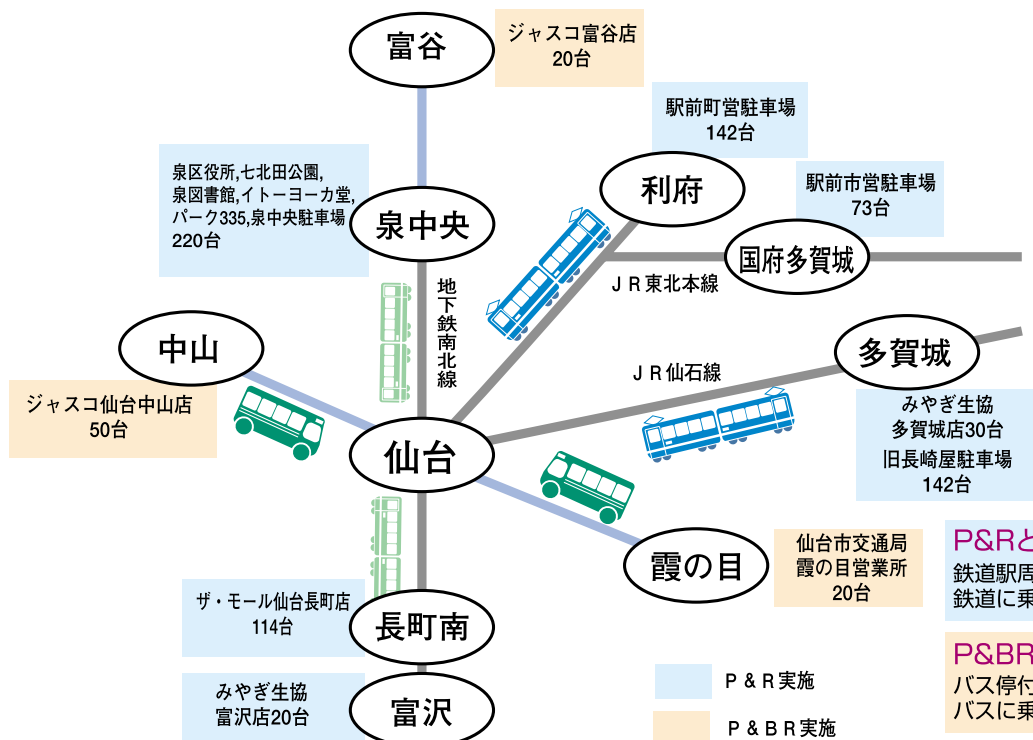 富谷
ジャスコ富谷店
20台
駅前町営駐車場
142台
利府
駅前市営駐車場
73台
国府多賀城
泉区役所,七北田公園,
泉図書館,イトーヨーカ堂,
パーク335,泉中央駐車場
220台
泉中央
地下鉄南北線
JR東北本線
中山
ジャスコ仙台中山店
50台
JR仙石線
多賀城
みやぎ生協
多賀城店30台
旧長崎屋駐車場
142台
仙台
霞の目
仙台市交通局
霞の目営業所
20台
ザ・モール仙台長町店
114台
長町南
みやぎ生協
富沢店20台
富沢
P&R実施
P&BR実施
P&Rと
鉄道駅周
鉄道に乗
P&BR
バス停付
バスに乗